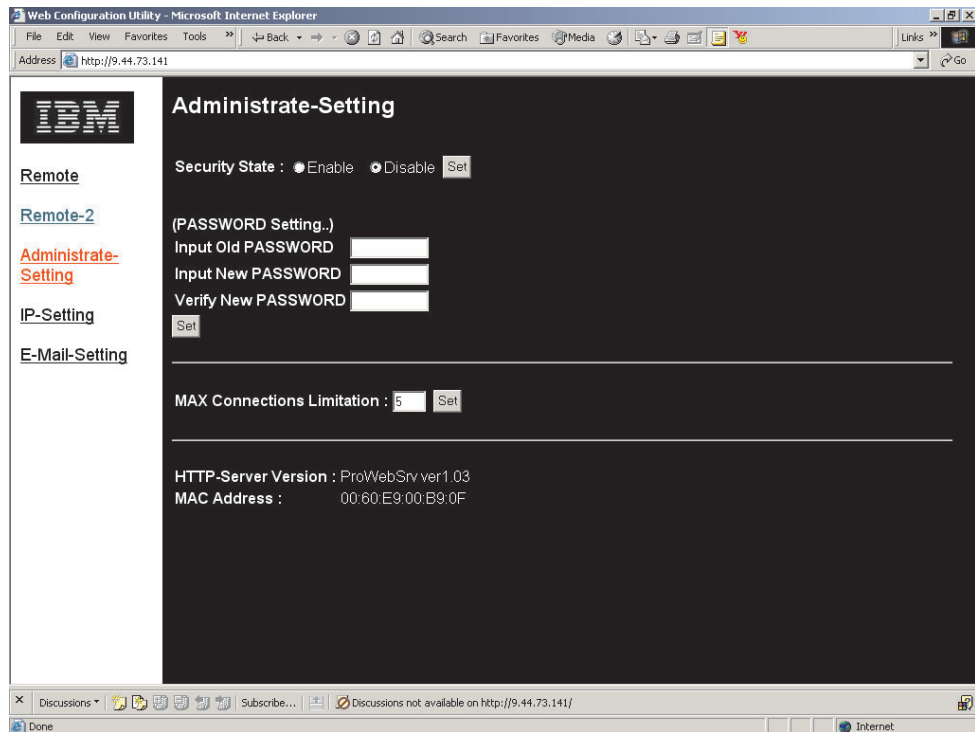 Web Configuration Utility - Microsoft Internet Explorer
File Edit View Favorites Tools » Back Search Favorites Media Links »
Address http://9.44.73.141 Go
IBM
Remote
Remote-2
Administrate-
Setting
IP-Setting
E-Mail-Setting
Administrate-Setting
Security State : Enable Disable Set
(PASSWORD Setting..)
Input Old PASSWORD
Input New PASSWORD
Verify New PASSWORD
Set
MAX Connections Limitation : 5 Set
HTTP-Server Version : ProWebSrv ver1.03
MAC Address : 00:60:E9:00:B9:0F
Discussions Subscribe... Discussions not available on http://9.44.73.141/
Done Internet